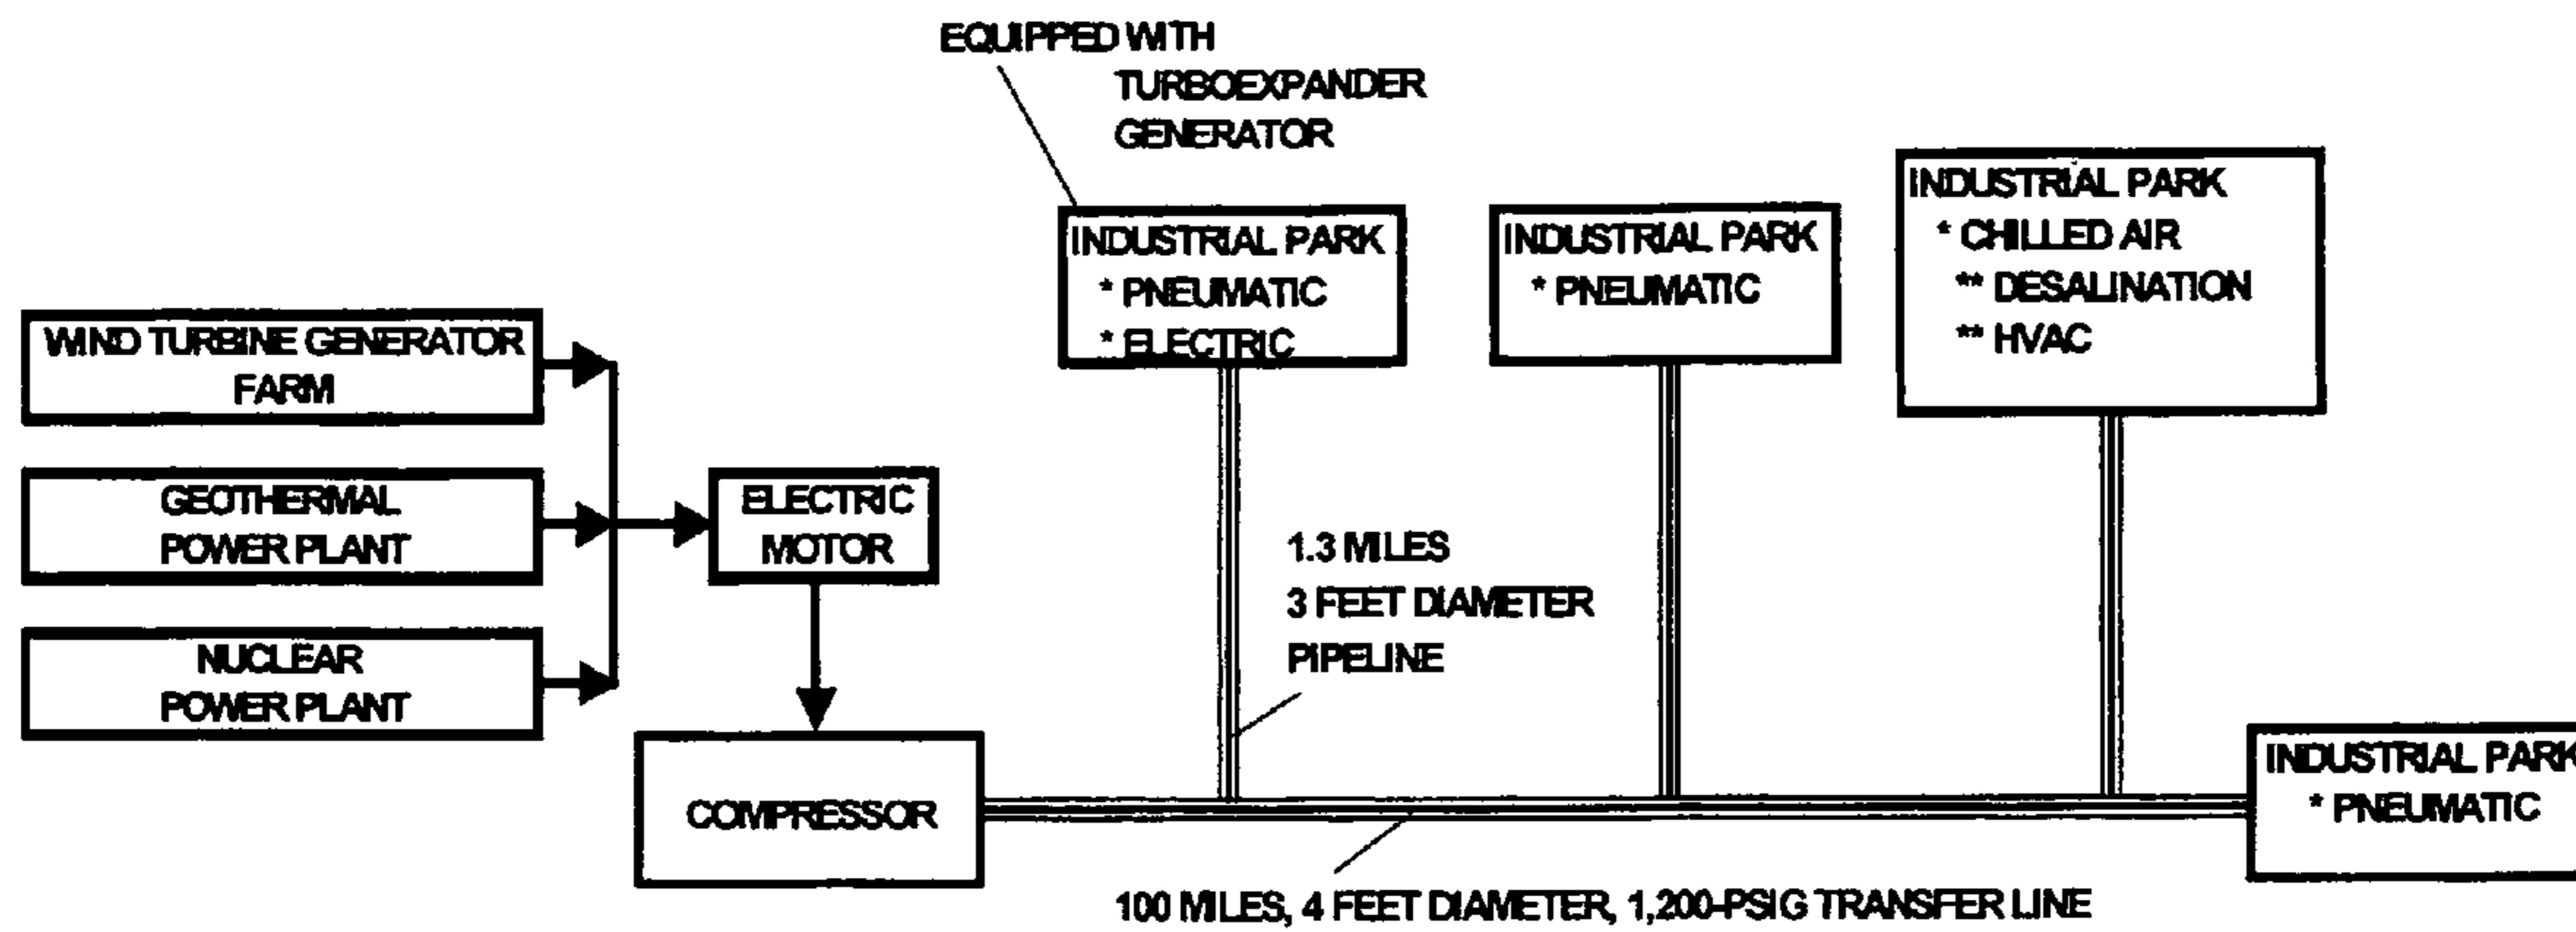 EQUIPPED WITH
TURBOEXPANDER
GENERATOR
INDUSTRIAL PARK
* PNEUMATIC
* ELECTRIC
INDUSTRIAL PARK
* PNEUMATIC
INDUSTRIAL PARK
* CHILLED AIR
** DESALINATION
** HVAC
WIND TURBINE GENERATOR
FARM
GEOTHERMAL
POWER PLANT
NUCLEAR
POWER PLANT
ELECTRIC
MOTOR
COMPRESSOR
1.3 MILES
3 FEET DIAMETER
PIPELINE
INDUSTRIAL PARK
* PNEUMATIC
100 MILES, 4 FEET DIAMETER, 1,200-PSIG TRANSFER LINE